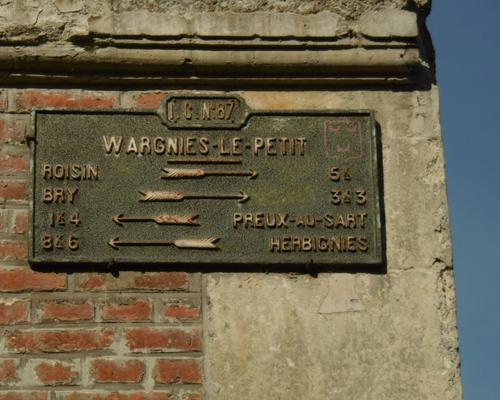 I. C. N° 87
WARGNIES-LE-PETIT
ROISIN 5K
BRY 3K3
1K4 PREUX-AU-SART
8K6 HERBIGNIES